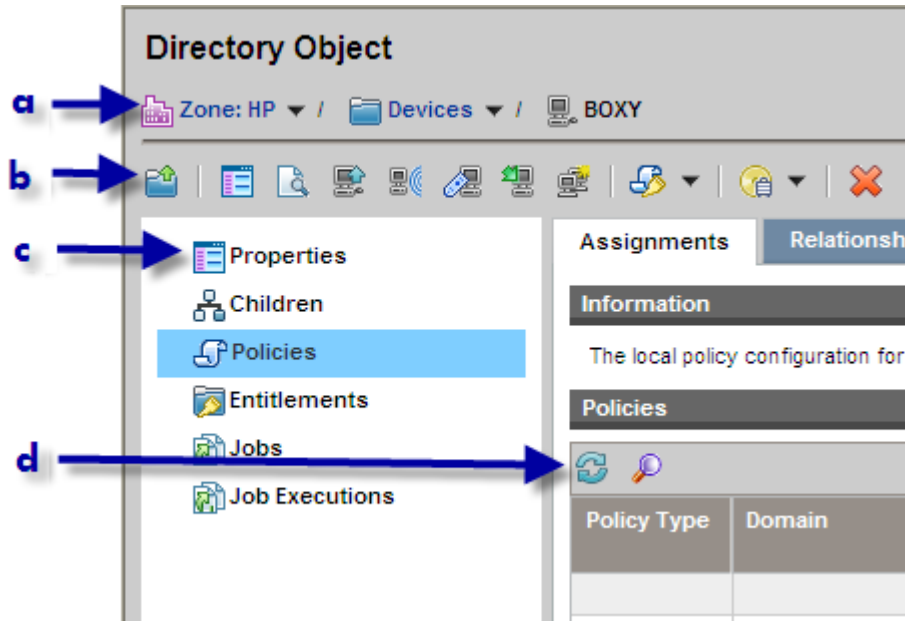 Directory Object
a
Zone: HP / Devices / BOXY
b
c
Properties
Children
Policies
Entitlements
d
Jobs
Job Executions
Assignments
Relationsh
Information
The local policy configuration for
Policies
Policy Type
Domain